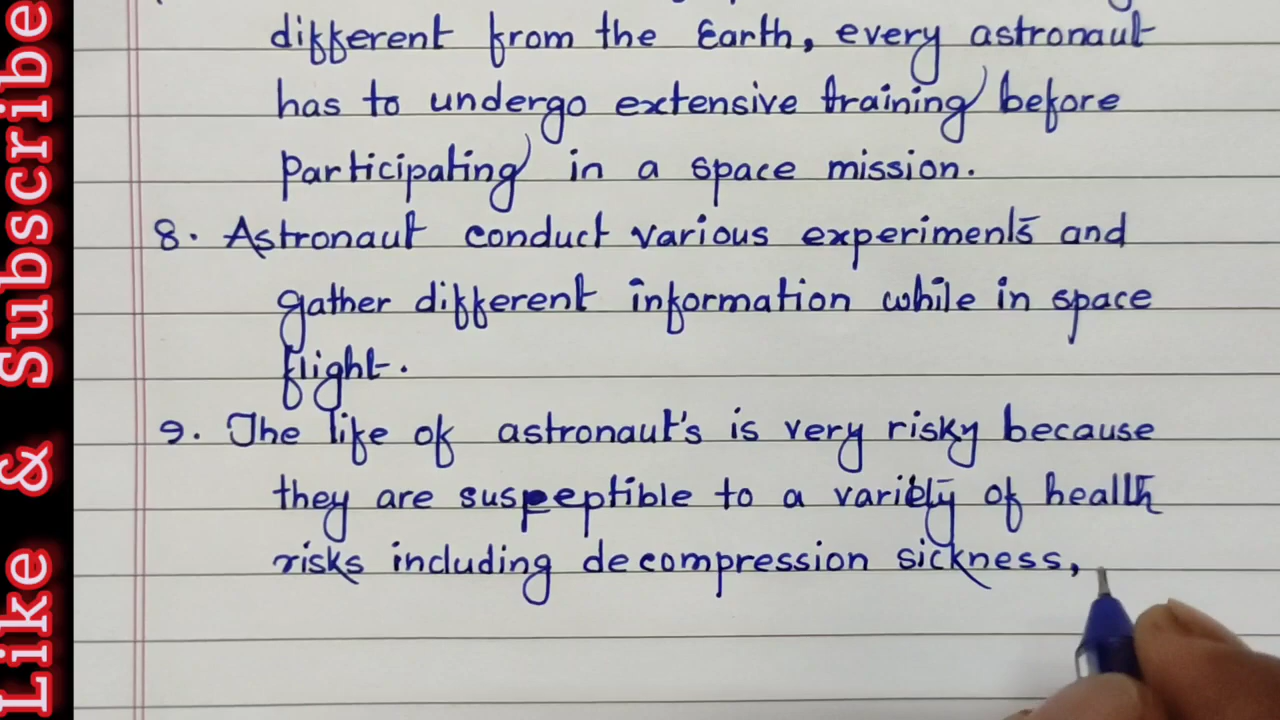 different from the Earth, every astronaut
has to undergo extensive training before
Participating in a space mission.
8. Astronaut conduct various experiments and
gather different information while in space
flight.
9. The life of astronaut's is very risky because
they are suspeptible to a variety of health
risks including decompression sickness,
Like & Subscribe